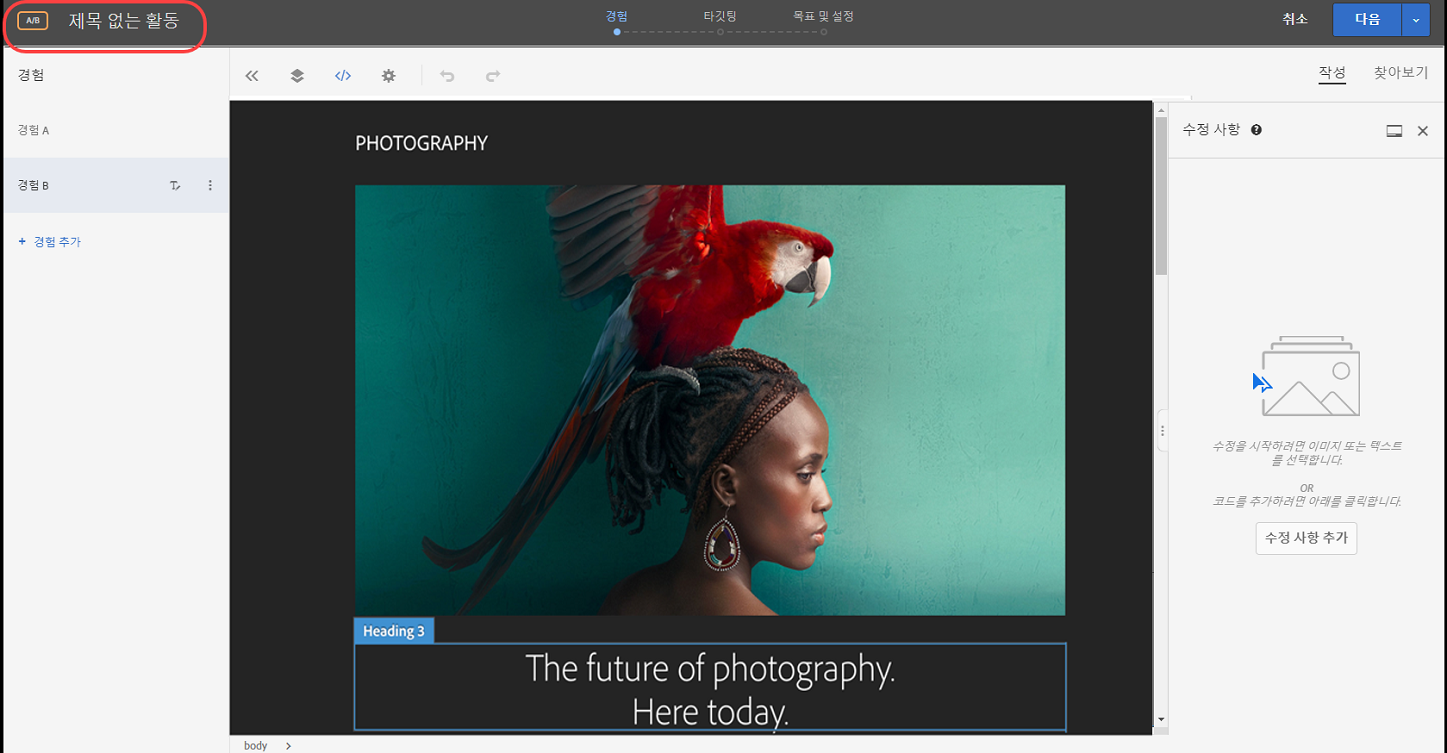 A/B 제목 없는 활동
경험 타깃팅 목표 및 설정
취소 다음
경험
작성 찾아보기
경험 A
경험 B
+ 경험 추가
PHOTOGRAPHY
Heading 3
The future of photography.
Here today.
body
수정 사항
수정을 시작하려면 이미지 또는 텍스트
를 선택합니다.
OR
코드를 추가하려면 아래를 클릭합니다.
수정 사항 추가